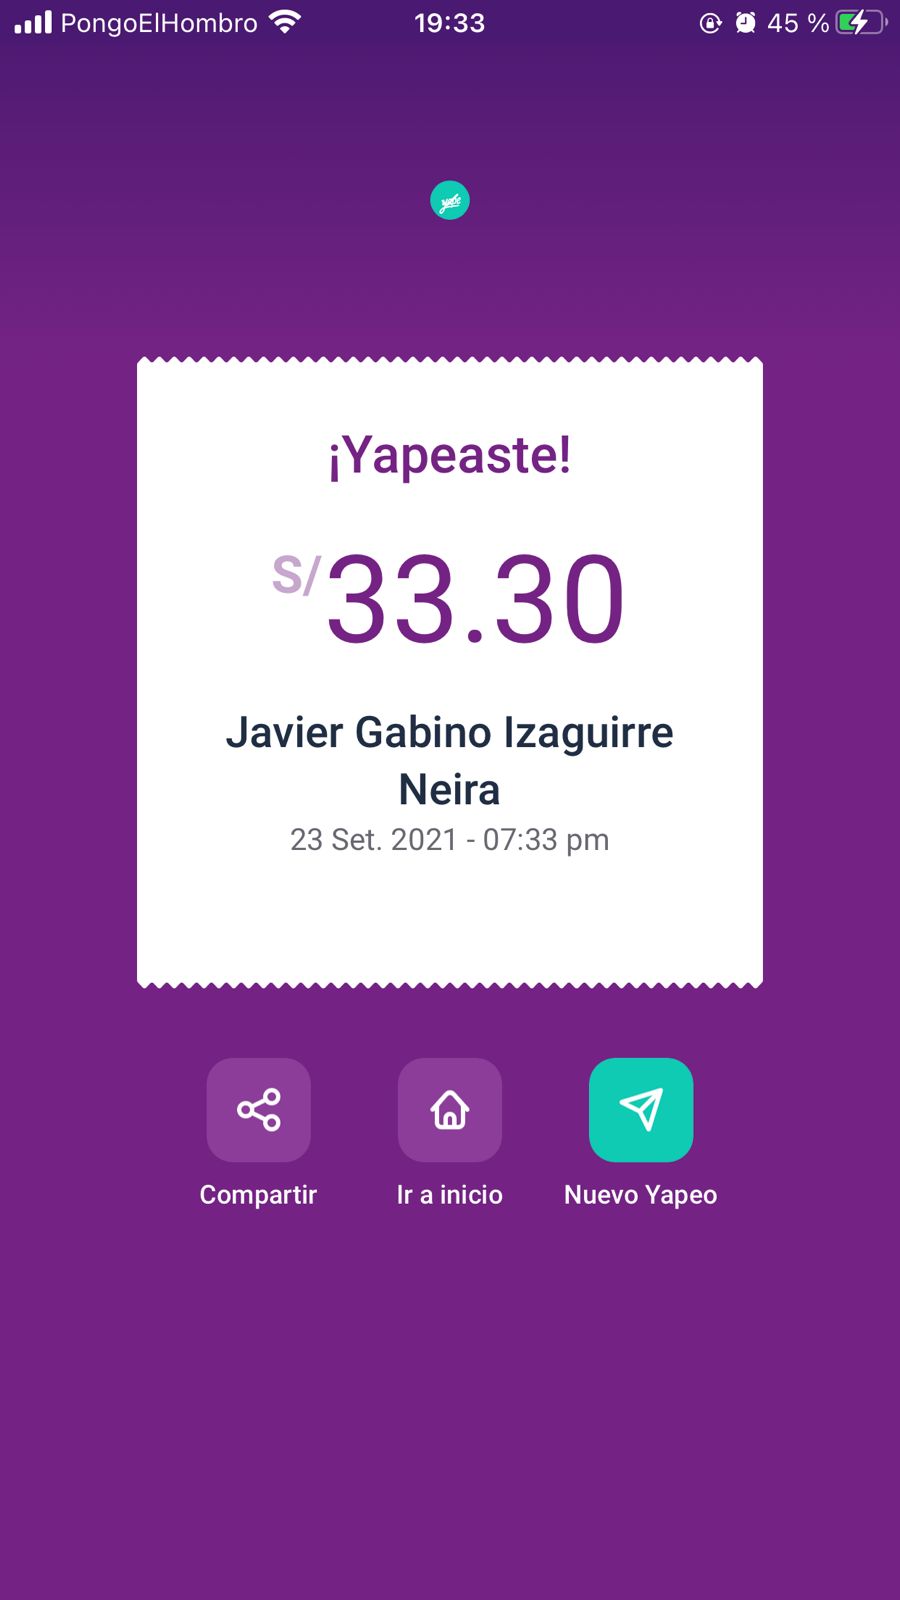 PongoElHombro 19:33 45 %
yape
¡Yapeaste!
S/33.30
Javier Gabino Izaguirre
Neira
23 Set. 2021 - 07:33 pm
Compartir Ir a inicio Nuevo Yapeo